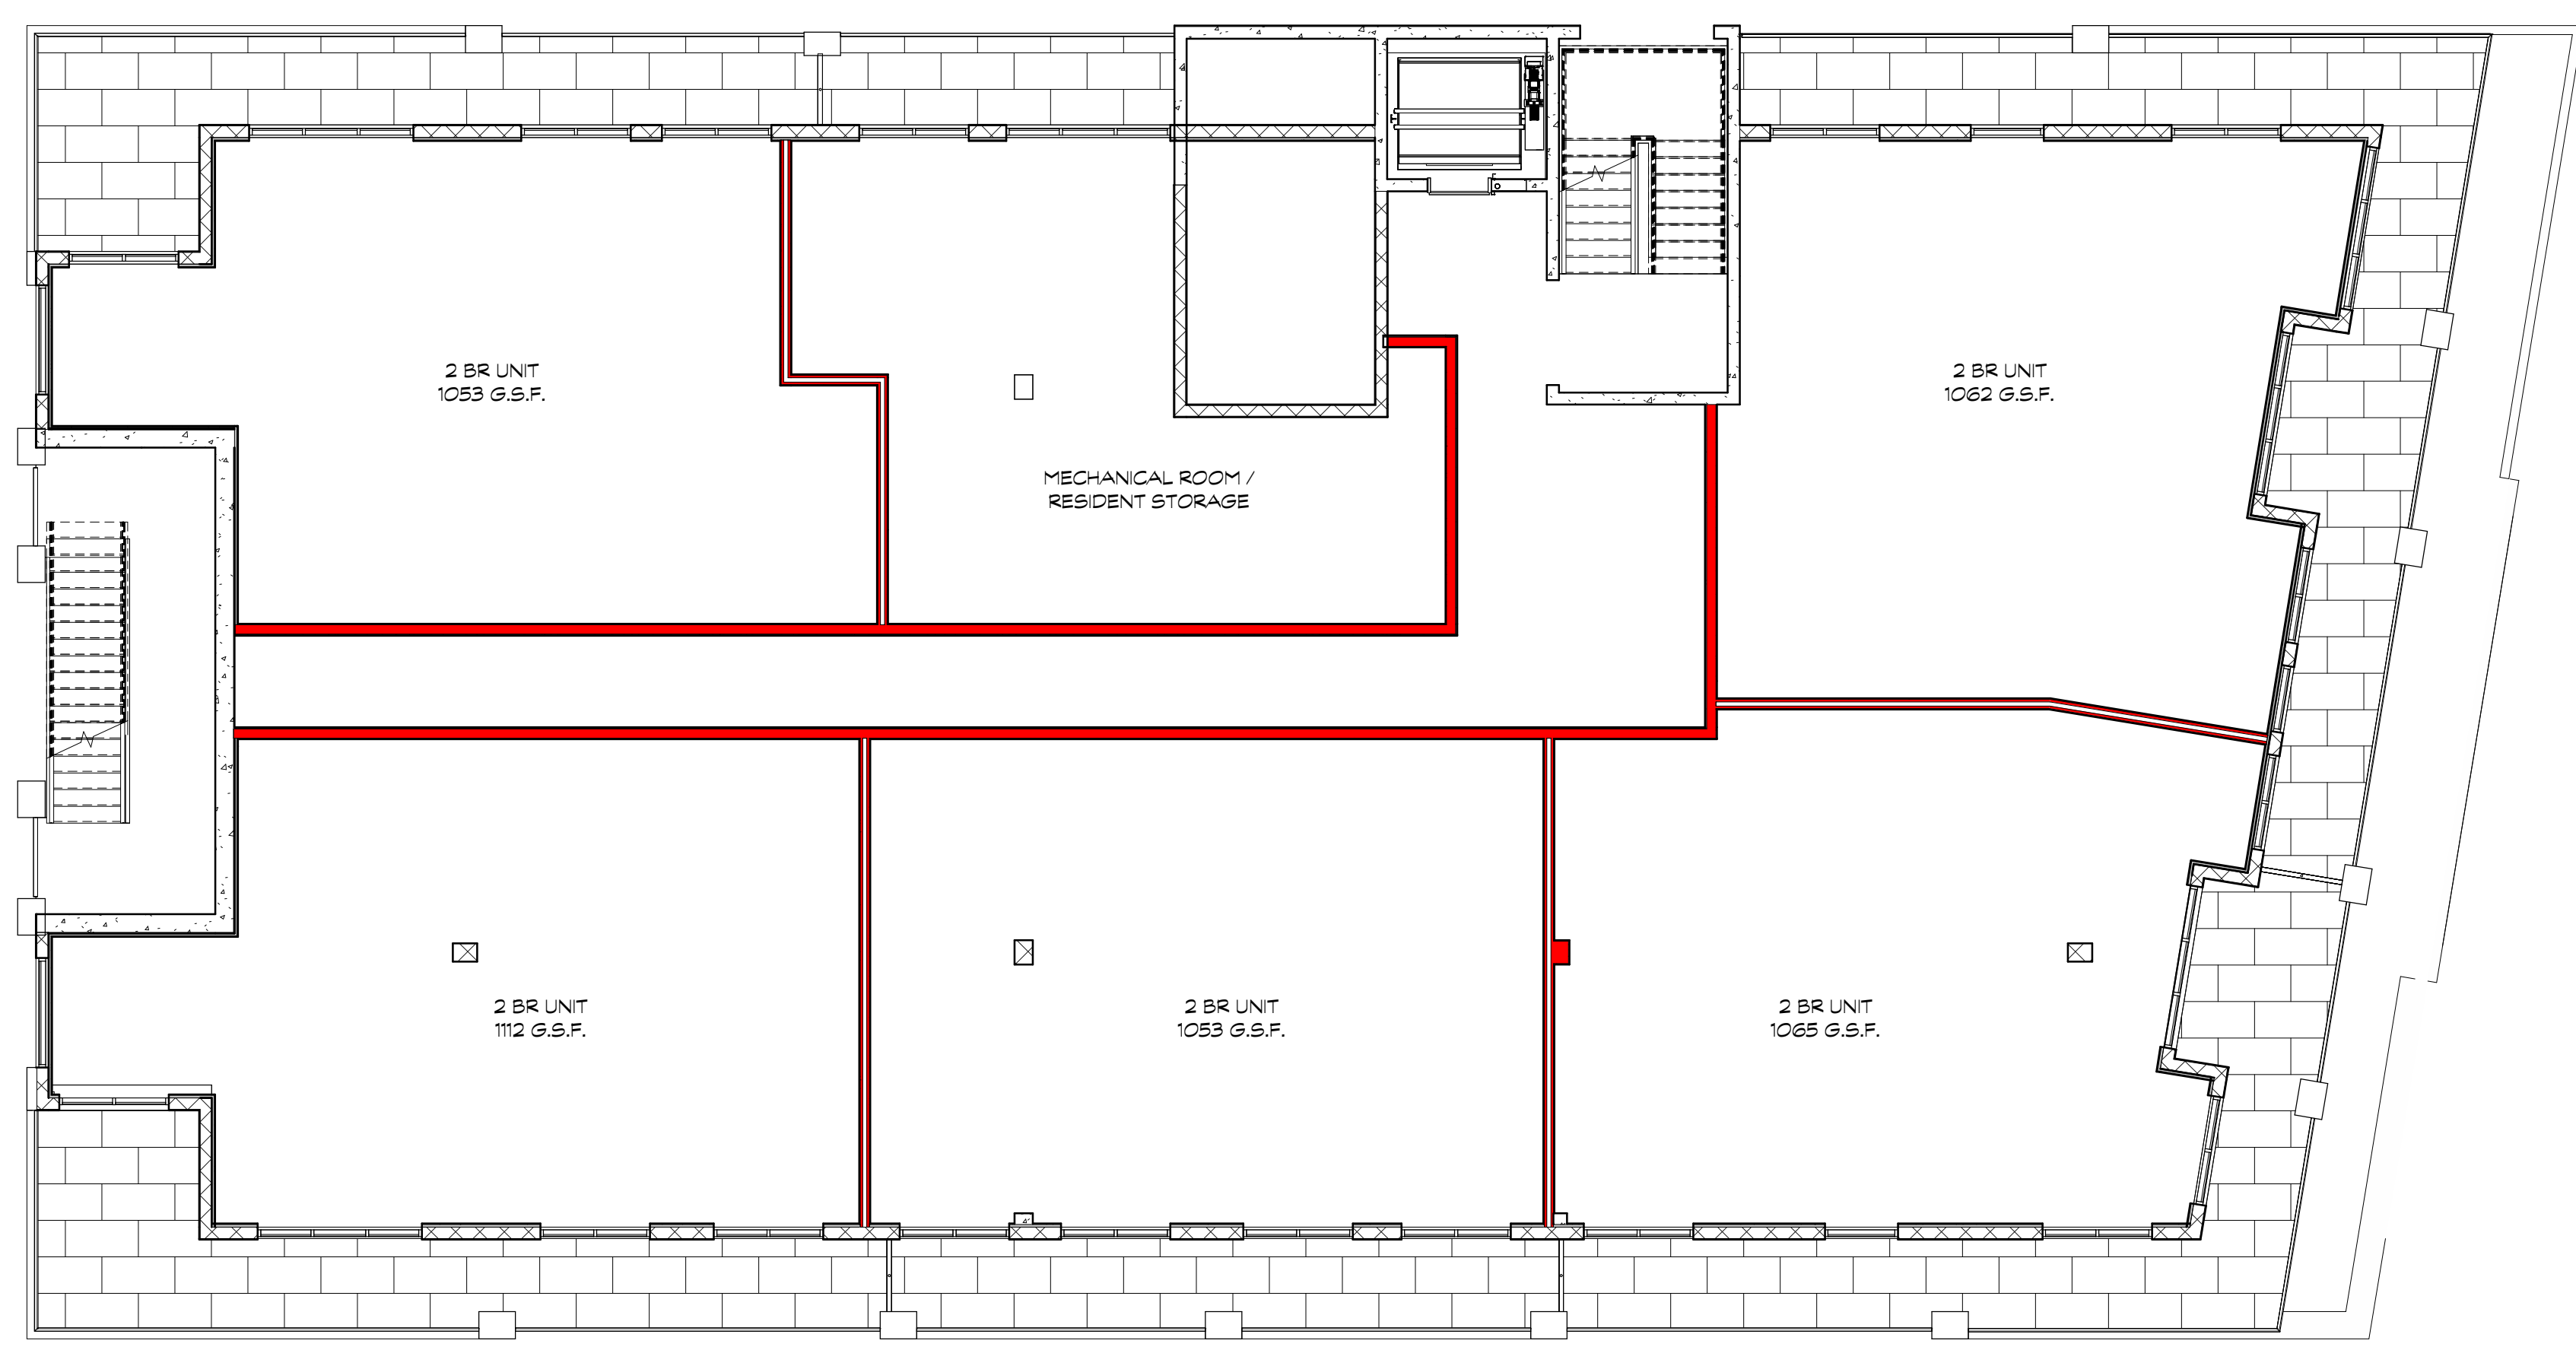 2 BR UNIT
1053 G.S.F.
2 BR UNIT
1062 G.S.F.
MECHANICAL ROOM /
RESIDENT STORAGE
2 BR UNIT
1112 G.S.F.
2 BR UNIT
1053 G.S.F.
2 BR UNIT
1065 G.S.F.